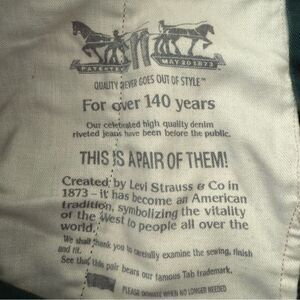 PATENTED MAY 20 1873
QUALITY NEVER GOES OUT OF STYLE™
For over 140 years
Our celebrated high quality denim
riveted jeans have been before the public.
THIS IS A PAIR OF THEM!
Created by Levi Strauss & Co in
1873 - it has become an American
tradition, symbolizing the vitality
of the West to people all over the
world.
We shall thank you to carefully examine the sewing, finish
and fit.
See that this pair bears our famous Tab trademark.
PLEASE DONATE WHEN NO LONGER NEEDED